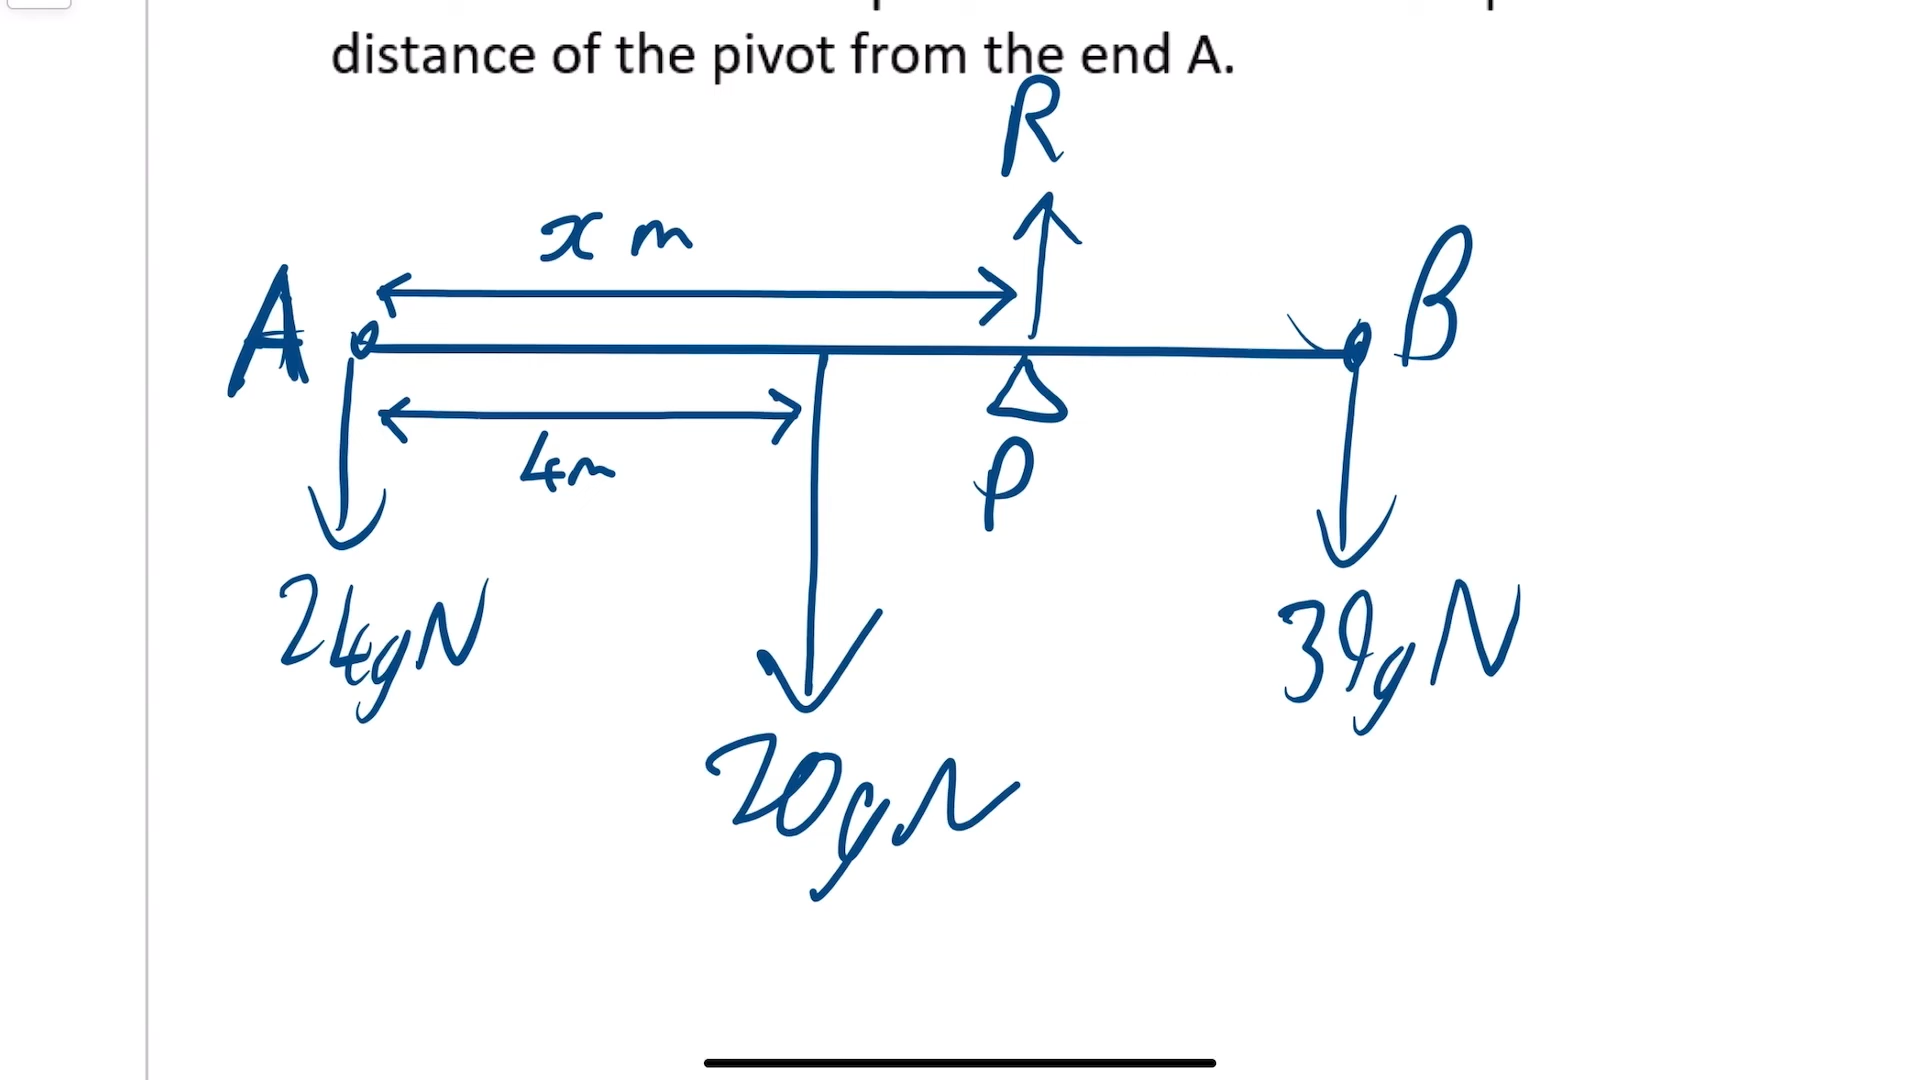 distance of the pivot from the end A.
R
x m
A
B
4m
P
24gN
39gN
20gN